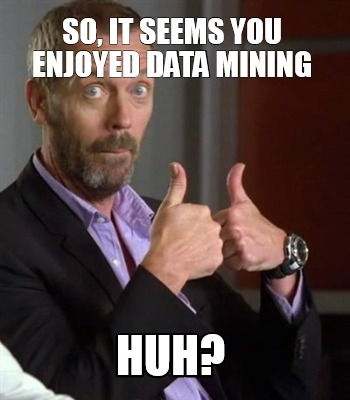 SO, IT SEEMS YOU
ENJOYED DATA MINING
HUH?